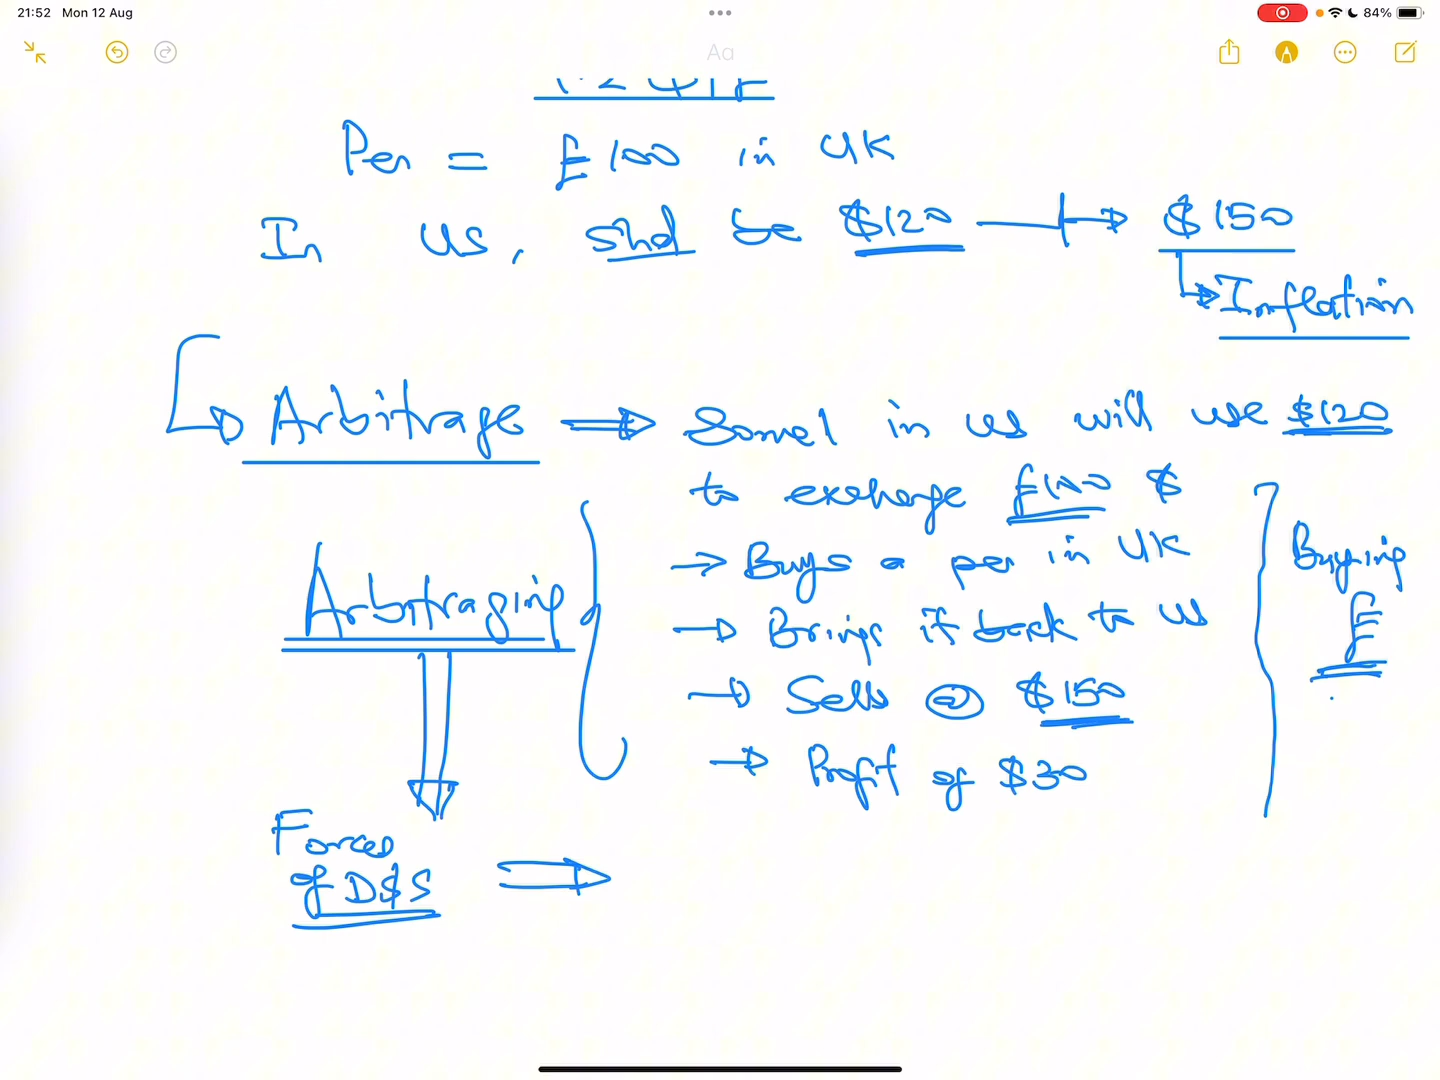 21:52 Mon 12 Aug
84%
Aa
Pen = £100 in UK
In US, shd be $120 → $150
Inflation
Arbitrage ⇒ Some1 in US will use $120
to exchange £100 $
→ Buys a pen in UK
Buying
£
Arbitraging
→ Brings it back to US
→ Sells @ $150
→ Profit of $30
Forces
of D&S ⇒